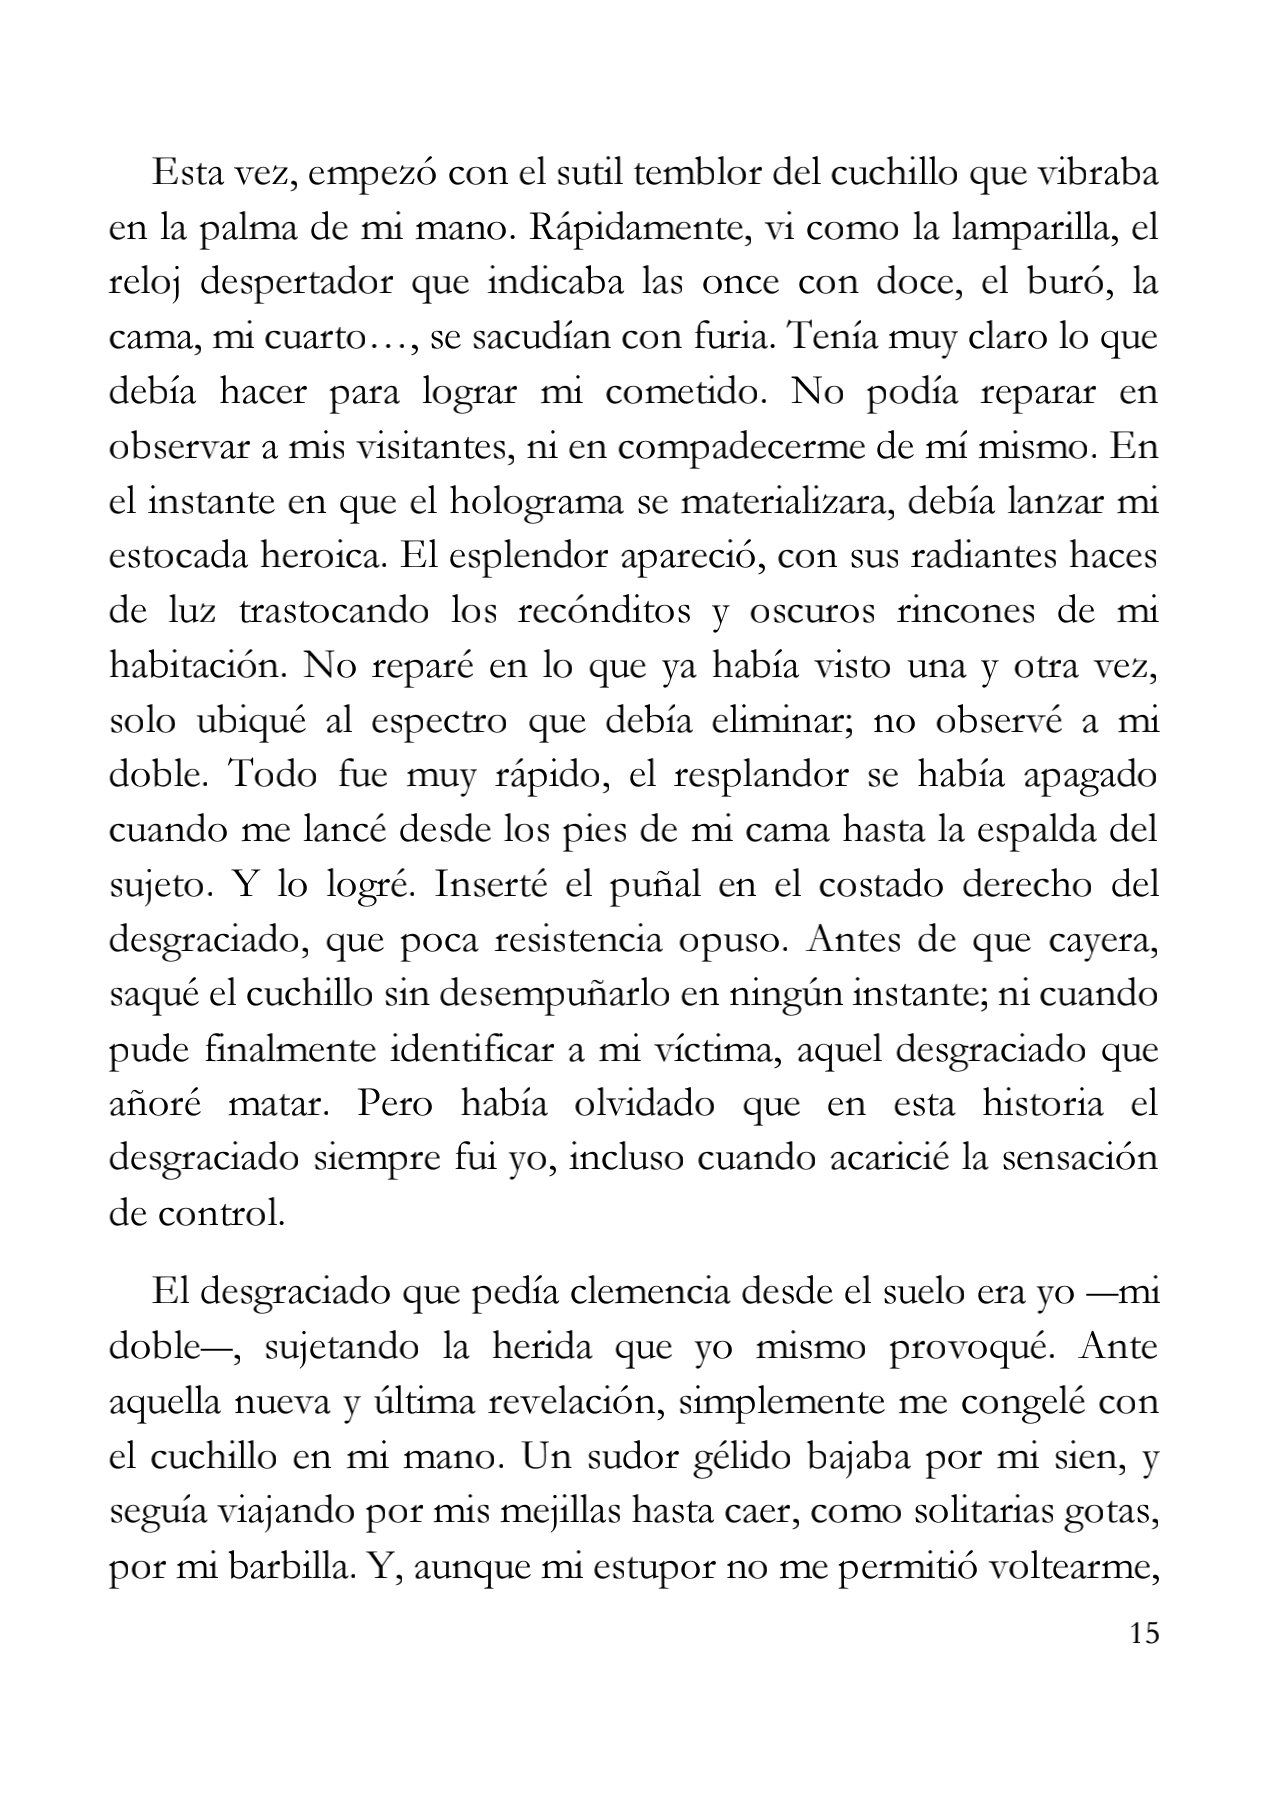 Esta vez, empezó con el sutil temblor del cuchillo que vibraba
en la palma de mi mano. Rápidamente, vi como la lamparilla, el
reloj despertador que indicaba las once con doce, el buró, la
cama, mi cuarto…, se sacudían con furia. Tenía muy claro lo que
debía hacer para lograr mi cometido. No podía reparar en
observar a mis visitantes, ni en compadecerme de mí mismo. En
el instante en que el holograma se materializara, debía lanzar mi
estocada heroica. El esplendor apareció, con sus radiantes haces
de luz trastocando los recónditos y oscuros rincones de mi
habitación. No reparé en lo que ya había visto una y otra vez,
solo ubiqué al espectro que debía eliminar; no observé a mi
doble. Todo fue muy rápido, el resplandor se había apagado
cuando me lancé desde los pies de mi cama hasta la espalda del
sujeto. Y lo logré. Inserté el puñal en el costado derecho del
desgraciado, que poca resistencia opuso. Antes de que cayera,
saqué el cuchillo sin desempuñarlo en ningún instante; ni cuando
pude finalmente identificar a mi víctima, aquel desgraciado que
añoré matar. Pero había olvidado que en esta historia el
desgraciado siempre fui yo, incluso cuando acaricié la sensación
de control.
El desgraciado que pedía clemencia desde el suelo era yo —mi
doble—, sujetando la herida que yo mismo provoqué. Ante
aquella nueva y última revelación, simplemente me congelé con
el cuchillo en mi mano. Un sudor gélido bajaba por mi sien, y
seguía viajando por mis mejillas hasta caer, como solitarias gotas,
por mi barbilla. Y, aunque mi estupor no me permitió voltearme,
15